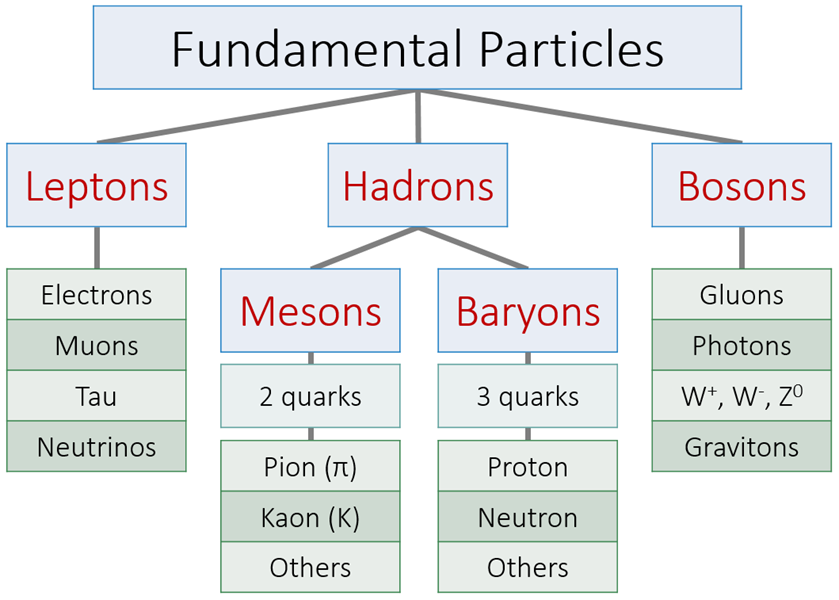 Fundamental Particles
Leptons
Hadrons
Bosons
Electrons
Muons
Tau
Neutrinos
Mesons
2 quarks
Pion (π)
Kaon (K)
Others
Baryons
3 quarks
Proton
Neutron
Others
Gluons
Photons
W⁺, W⁻, Z⁰
Gravitons